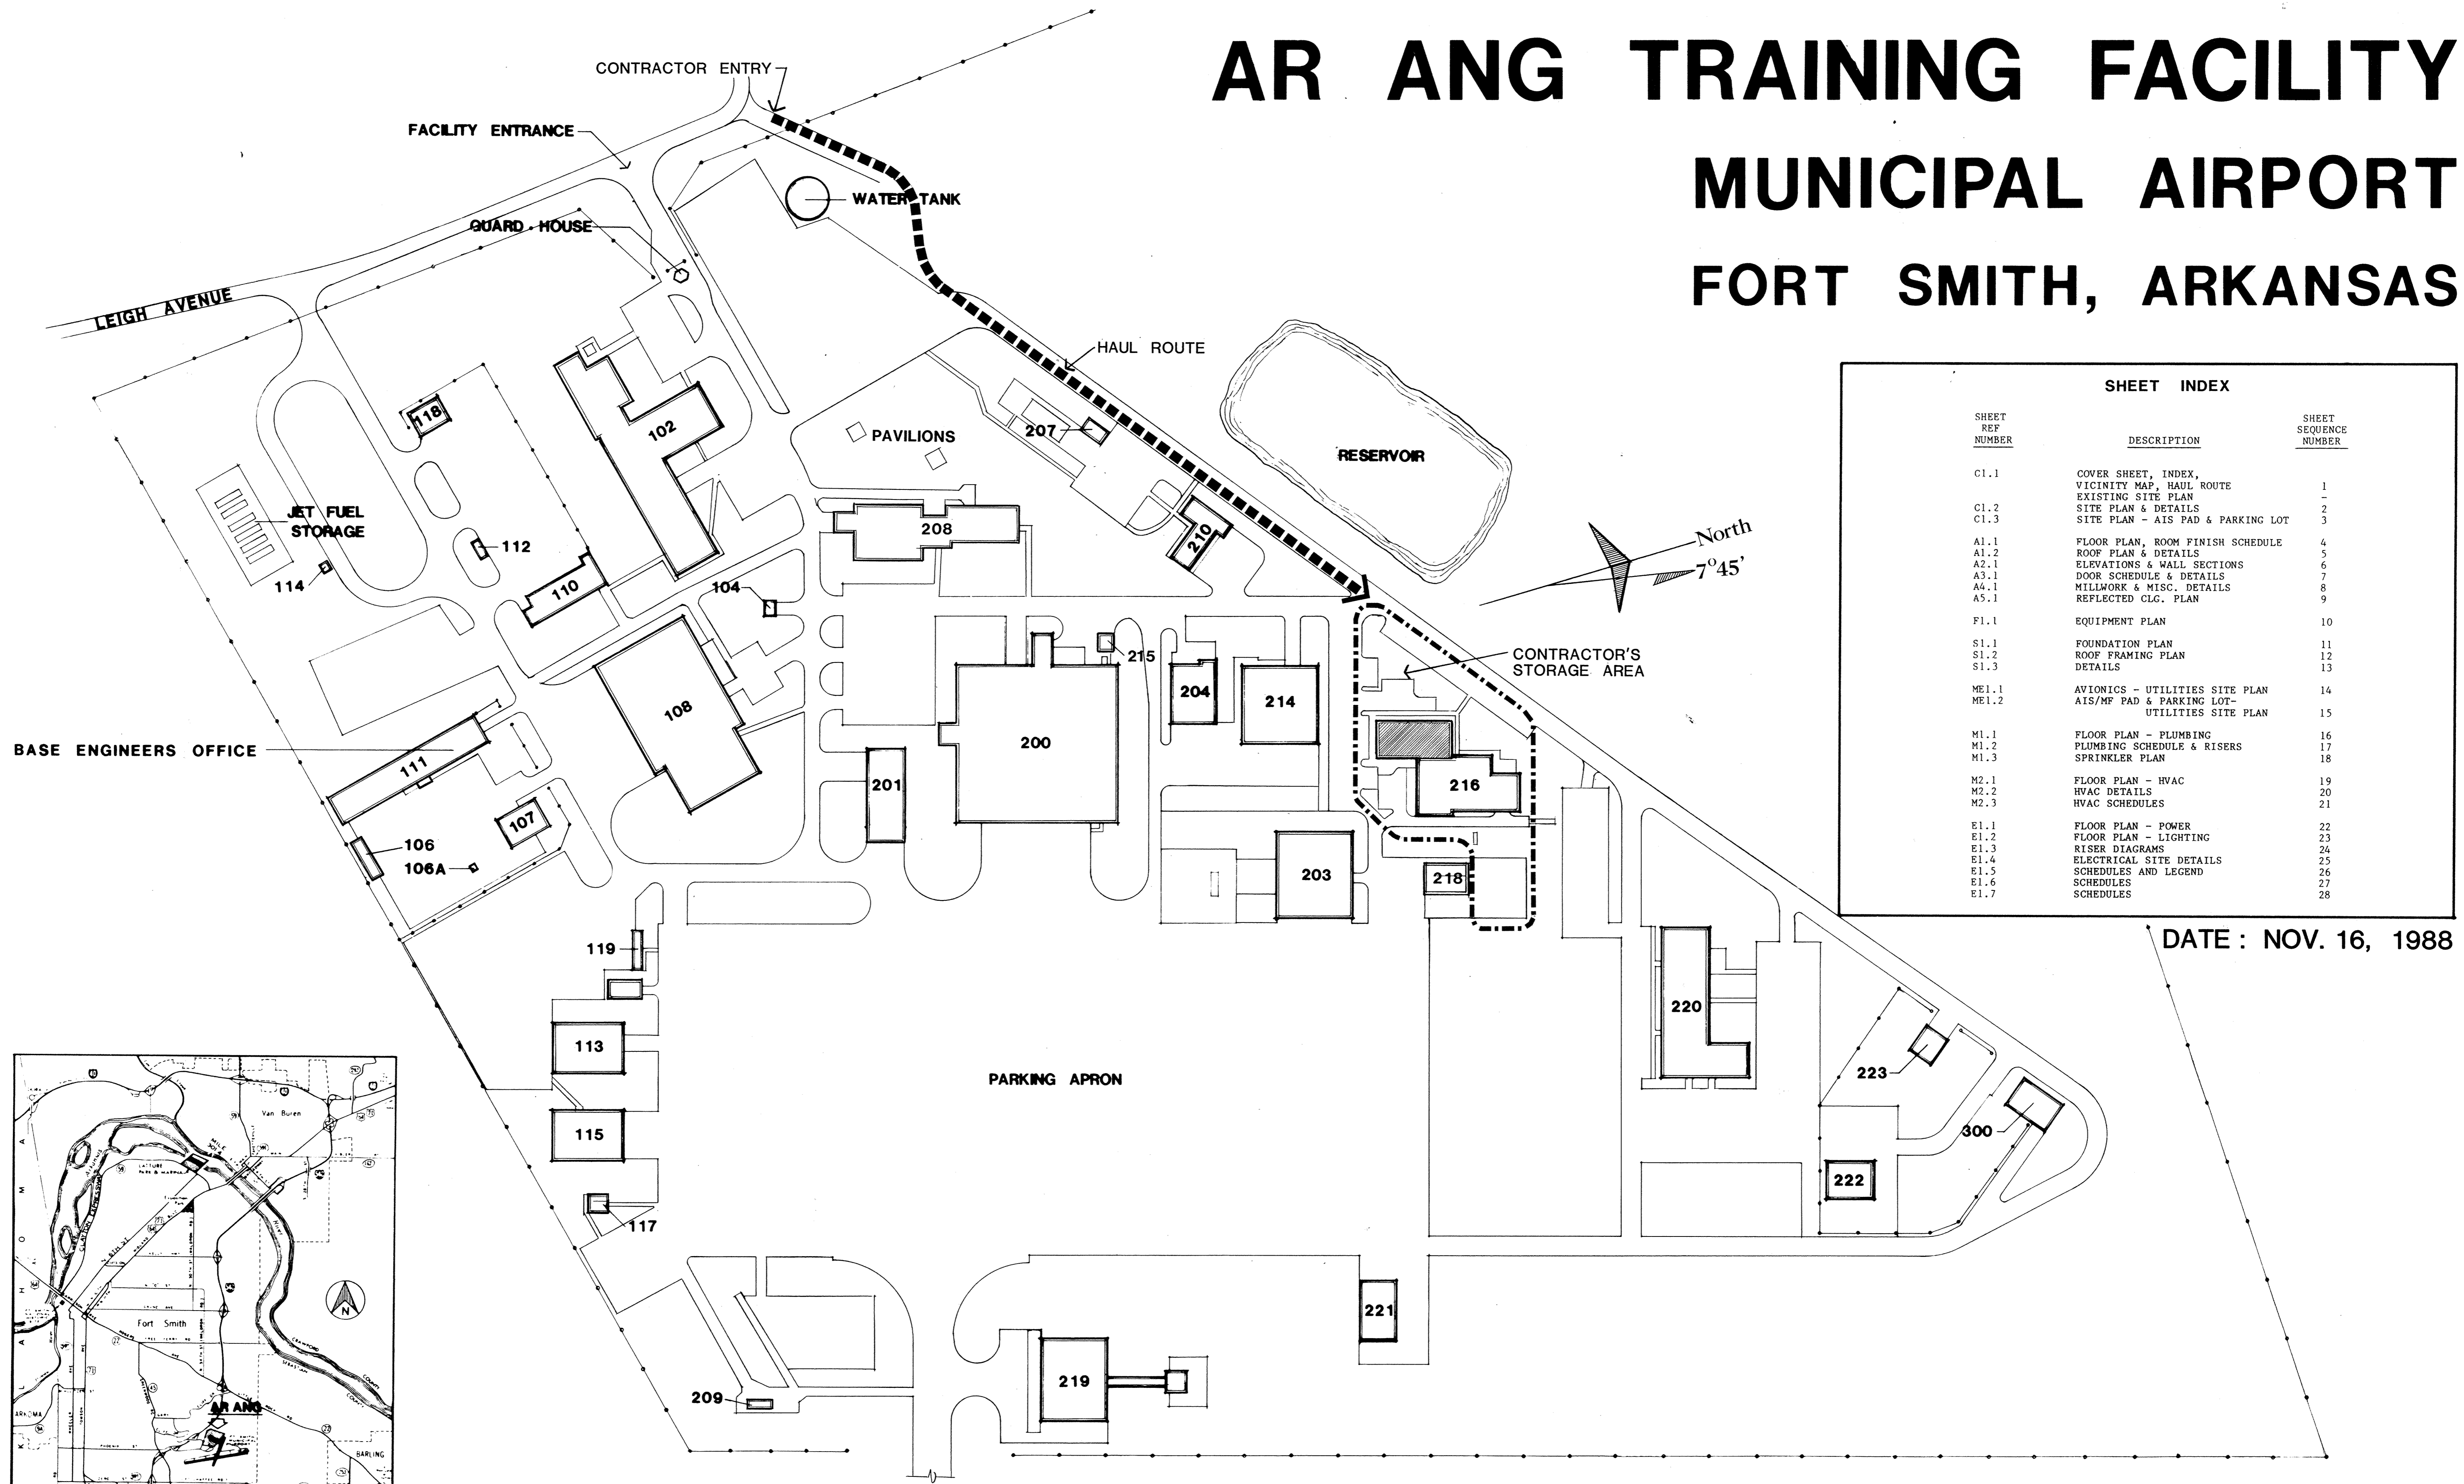 AR ANG TRAINING FACILITY
MUNICIPAL AIRPORT
FORT SMITH, ARKANSAS
CONTRACTOR ENTRY
FACILITY ENTRANCE
WATER TANK
GUARD HOUSE
LEIGH AVENUE
HAUL ROUTE
118
102
PAVILIONS
207
RESERVOIR
JET FUEL
STORAGE
208
210
112
114
110
104
North
7°45'
215
CONTRACTOR'S
STORAGE AREA
108
204
214
200
BASE ENGINEERS OFFICE
111
201
216
107
106
106A
203
218
119
220
113
PARKING APRON
223
115
300
222
117
221
219
209
SHEET INDEX
SHEET REF NUMBER DESCRIPTION SHEET SEQUENCE NUMBER
C1.1 COVER SHEET, INDEX,
VICINITY MAP, HAUL ROUTE 1
EXISTING SITE PLAN -
C1.2 SITE PLAN & DETAILS 2
C1.3 SITE PLAN - AIS PAD & PARKING LOT 3
A1.1 FLOOR PLAN, ROOM FINISH SCHEDULE 4
A1.2 ROOF PLAN & DETAILS 5
A2.1 ELEVATIONS & WALL SECTIONS 6
A3.1 DOOR SCHEDULE & DETAILS 7
A4.1 MILLWORK & MISC. DETAILS 8
A5.1 REFLECTED CLG. PLAN 9
F1.1 EQUIPMENT PLAN 10
S1.1 FOUNDATION PLAN 11
S1.2 ROOF FRAMING PLAN 12
S1.3 DETAILS 13
ME1.1 AVIONICS - UTILITIES SITE PLAN 14
ME1.2 AIS/MF PAD & PARKING LOT-
UTILITIES SITE PLAN 15
M1.1 FLOOR PLAN - PLUMBING 16
M1.2 PLUMBING SCHEDULE & RISERS 17
M1.3 SPRINKLER PLAN 18
M2.1 FLOOR PLAN - HVAC 19
M2.2 HVAC DETAILS 20
M2.3 HVAC SCHEDULES 21
E1.1 FLOOR PLAN - POWER 22
E1.2 FLOOR PLAN - LIGHTING 23
E1.3 RISER DIAGRAMS 24
E1.4 ELECTRICAL SITE DETAILS 25
E1.5 SCHEDULES AND LEGEND 26
E1.6 SCHEDULES 27
E1.7 SCHEDULES 28
DATE: NOV. 16, 1988
Van Buren
OKLAHOMA
CLAYTON EXPRESSWAY
N
Fort Smith
AR ANG
ARKOMA
BARLING